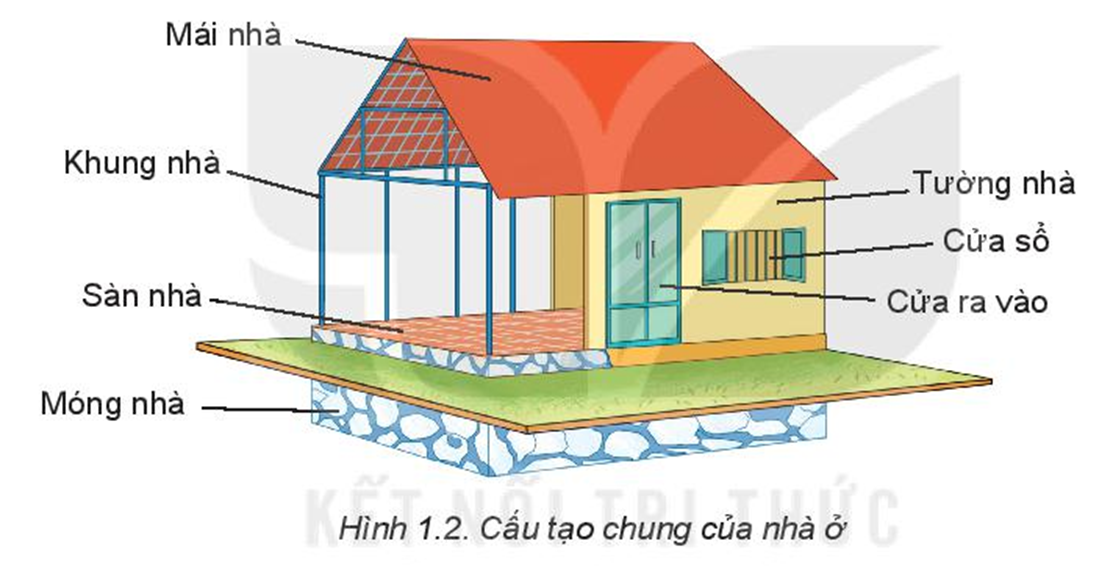 Mái nhà
Khung nhà
Tường nhà
Cửa sổ
Sàn nhà
Cửa ra vào
Móng nhà
KẾT NỐI TRI THỨC
Hình 1.2. Cấu tạo chung của nhà ở